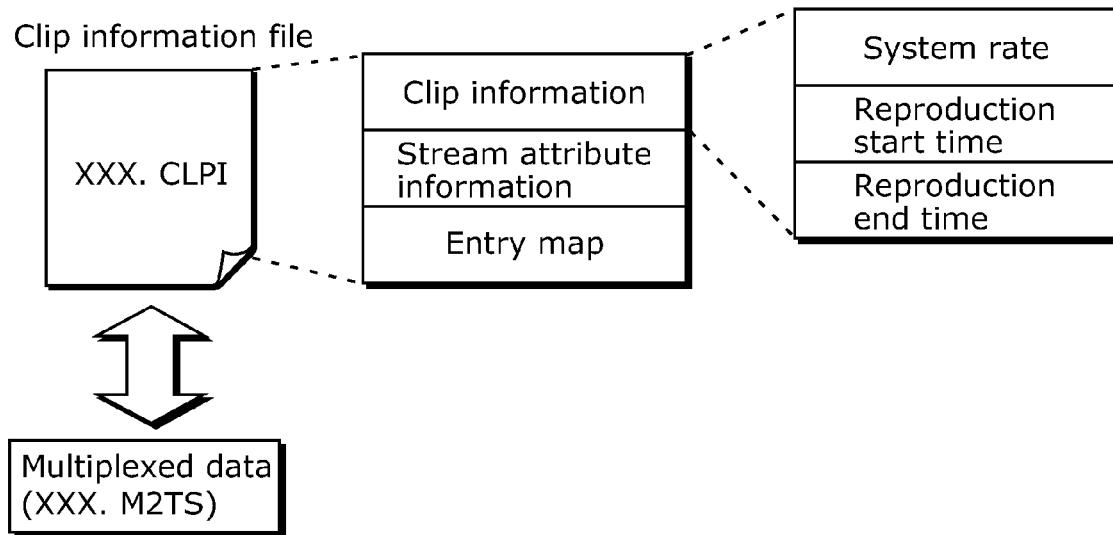 Clip information file
XXX. CLPI
Clip information
Stream attribute
information
Entry map
System rate
Reproduction
start time
Reproduction
end time
Multiplexed data
(XXX. M2TS)